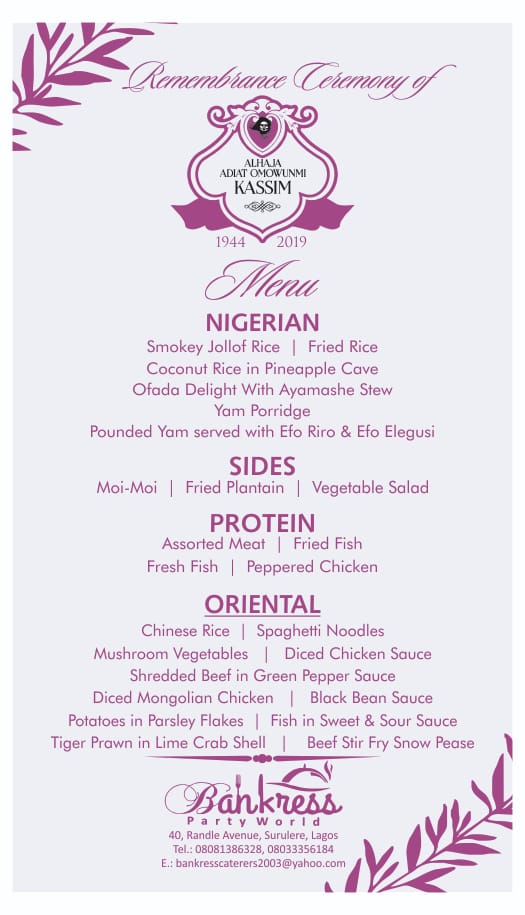 Remembrance Ceremony of
ALHAJA
ADIAT OMOWUNMI
KASSIM
1944 2019
Menu
NIGERIAN
Smokey Jollof Rice | Fried Rice
Coconut Rice in Pineapple Cave
Ofada Delight With Ayamashe Stew
Yam Porridge
Pounded Yam served with Efo Riro & Efo Elegusi
SIDES
Moi-Moi | Fried Plantain | Vegetable Salad
PROTEIN
Assorted Meat | Fried Fish
Fresh Fish | Peppered Chicken
ORIENTAL
Chinese Rice | Spaghetti Noodles
Mushroom Vegetables | Diced Chicken Sauce
Shredded Beef in Green Pepper Sauce
Diced Mongolian Chicken | Black Bean Sauce
Potatoes in Parsley Flakes | Fish in Sweet & Sour Sauce
Tiger Prawn in Lime Crab Shell | Beef Stir Fry Snow Pease
Bankress
Party World
40, Randle Avenue, Surulere, Lagos
Tel.: 08081386328, 08033356184
E.: bankresscaterers2003@yahoo.com